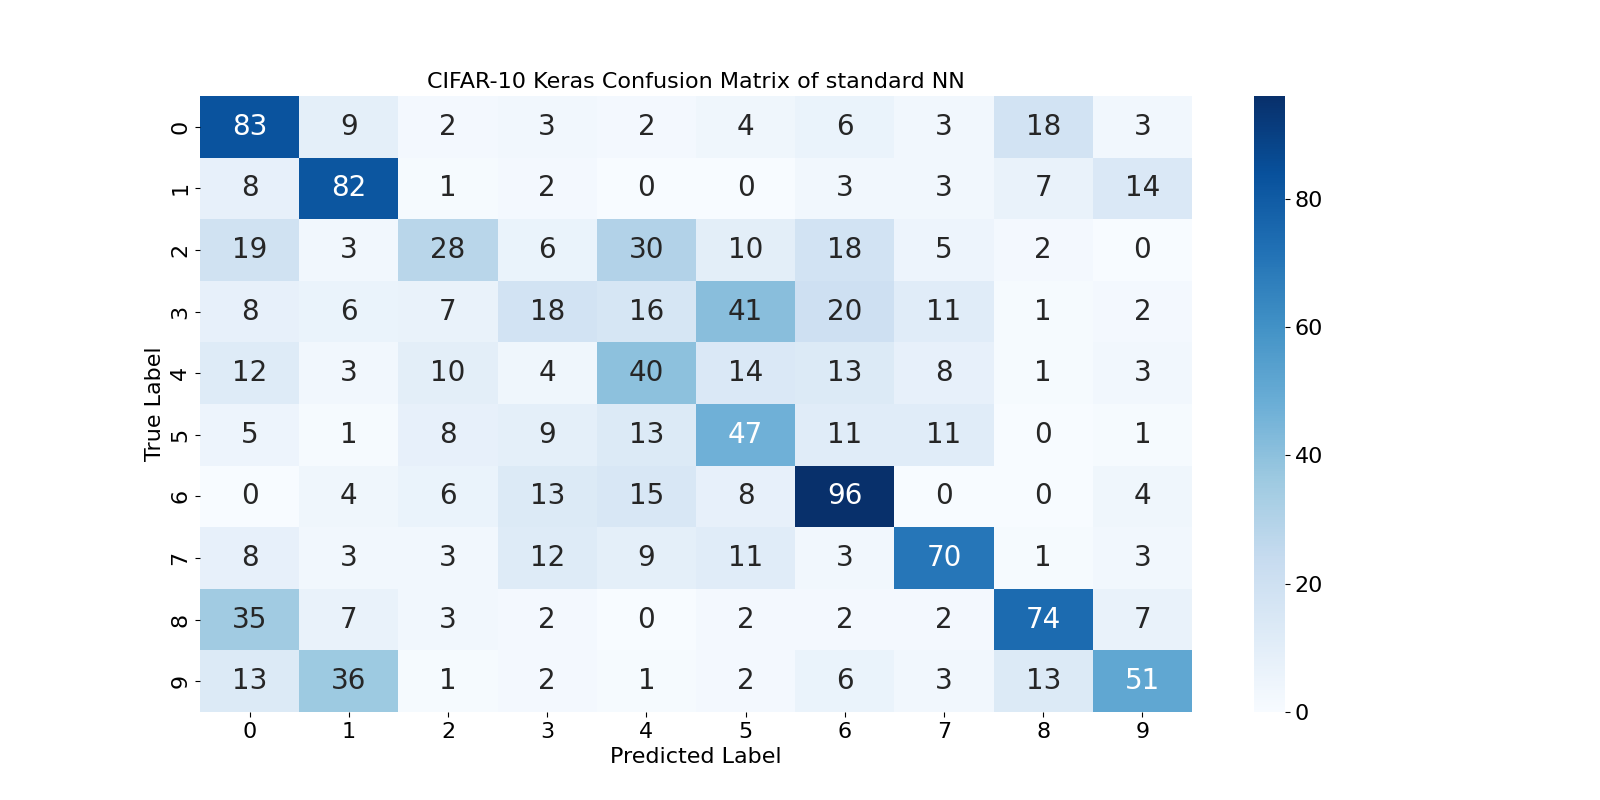 CIFAR-10 Keras Confusion Matrix of standard NN
0 83 9 2 3 2 4 6 3 18 3
1 8 82 1 2 0 0 3 3 7 14
2 19 3 28 6 30 10 18 5 2 0
3 8 6 7 18 16 41 20 11 1 2
4 12 3 10 4 40 14 13 8 1 3
5 5 1 8 9 13 47 11 11 0 1
6 0 4 6 13 15 8 96 0 0 4
7 8 3 3 12 9 11 3 70 1 3
8 35 7 3 2 0 2 2 2 74 7
9 13 36 1 2 1 2 6 3 13 51
0 1 2 3 4 5 6 7 8 9
Predicted Label
True Label
80
60
40
20
0